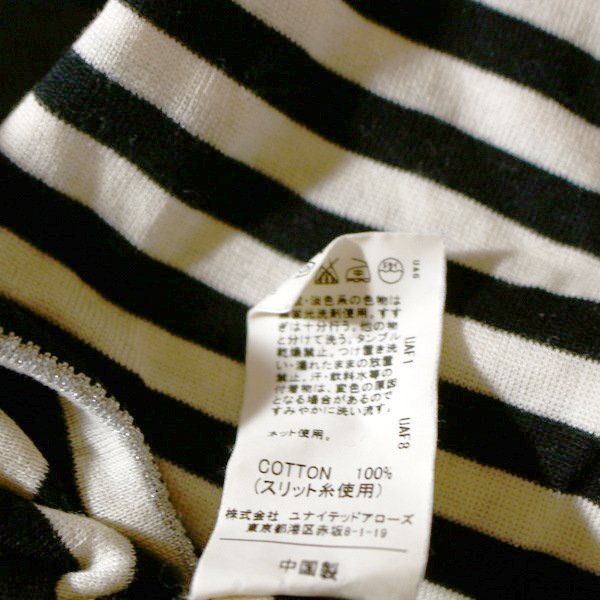 UA6
・淡色系の色物は
蛍光洗剤使用。すす
ぎは十分行う。他の物
と分けて洗う。タンブル
乾燥禁止。つけ置き洗
い・濡れたままの放置
禁止。汗・飲料水等の
付着物は、変色の原因
となる場合があるので
すみやかに洗い流す。
UAF1
UAF8
ネット使用。
COTTON 100%
(スリット糸使用)
株式会社 ユナイテッドアローズ
東京都港区赤坂8-1-19
中国製